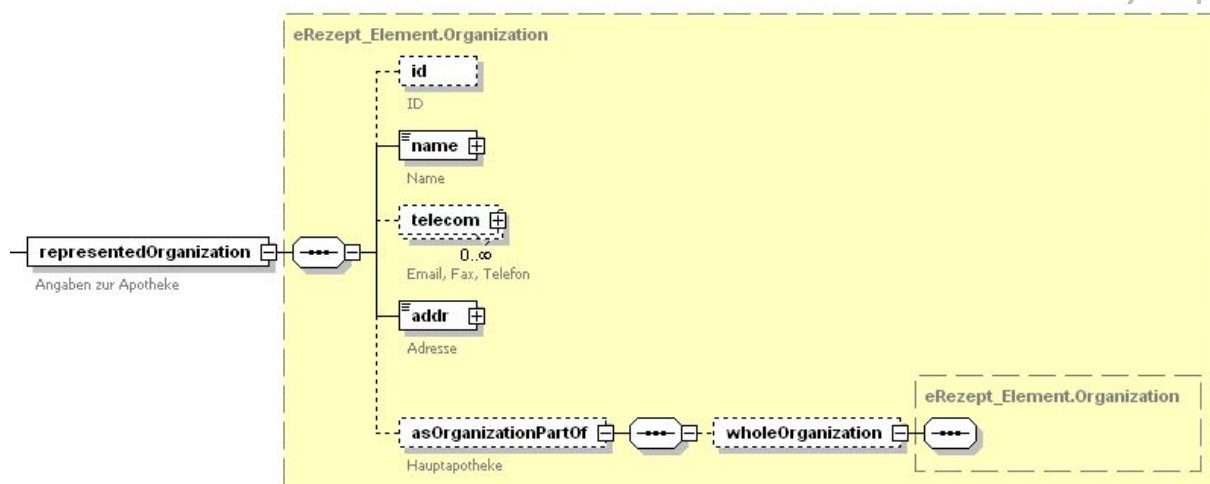 eRezept_Element.Organization
id
ID
name
Name
telecom
0..∞
Email, Fax, Telefon
representedOrganization
Angaben zur Apotheke
addr
Adresse
eRezept_Element.Organization
asOrganizationPartOf
wholeOrganization
Hauptapotheke